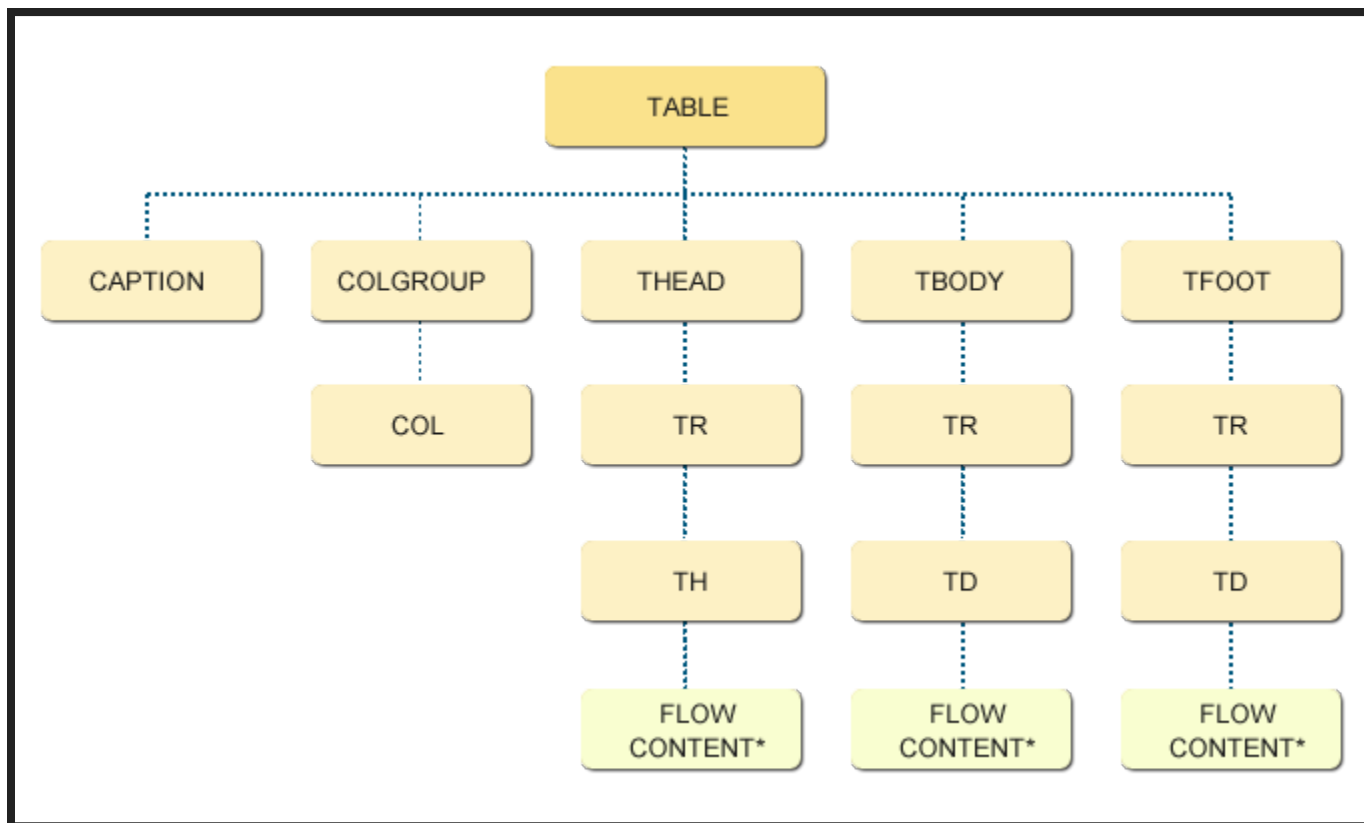 TABLE
CAPTION
COLGROUP
THEAD
TBODY
TFOOT
COL
TR
TR
TR
TH
TD
TD
FLOW
CONTENT*
FLOW
CONTENT*
FLOW
CONTENT*